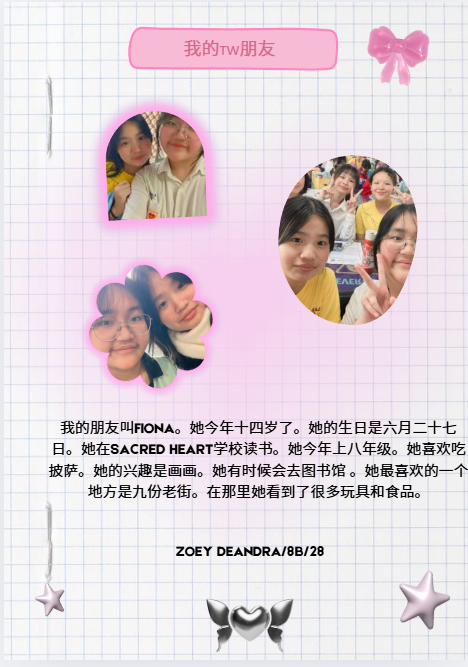 我的TW朋友
我的朋友叫FIONA。她今年十四岁了。她的生日是六月二十七
日。她在SACRED HEART学校读书。她今年上八年级。她喜欢吃
披萨。她的兴趣是画画。她有时候会去图书馆 。她最喜欢的一个
地方是九份老街。在那里她看到了很多玩具和食品。
ZOEY DEANDRA/8B/28